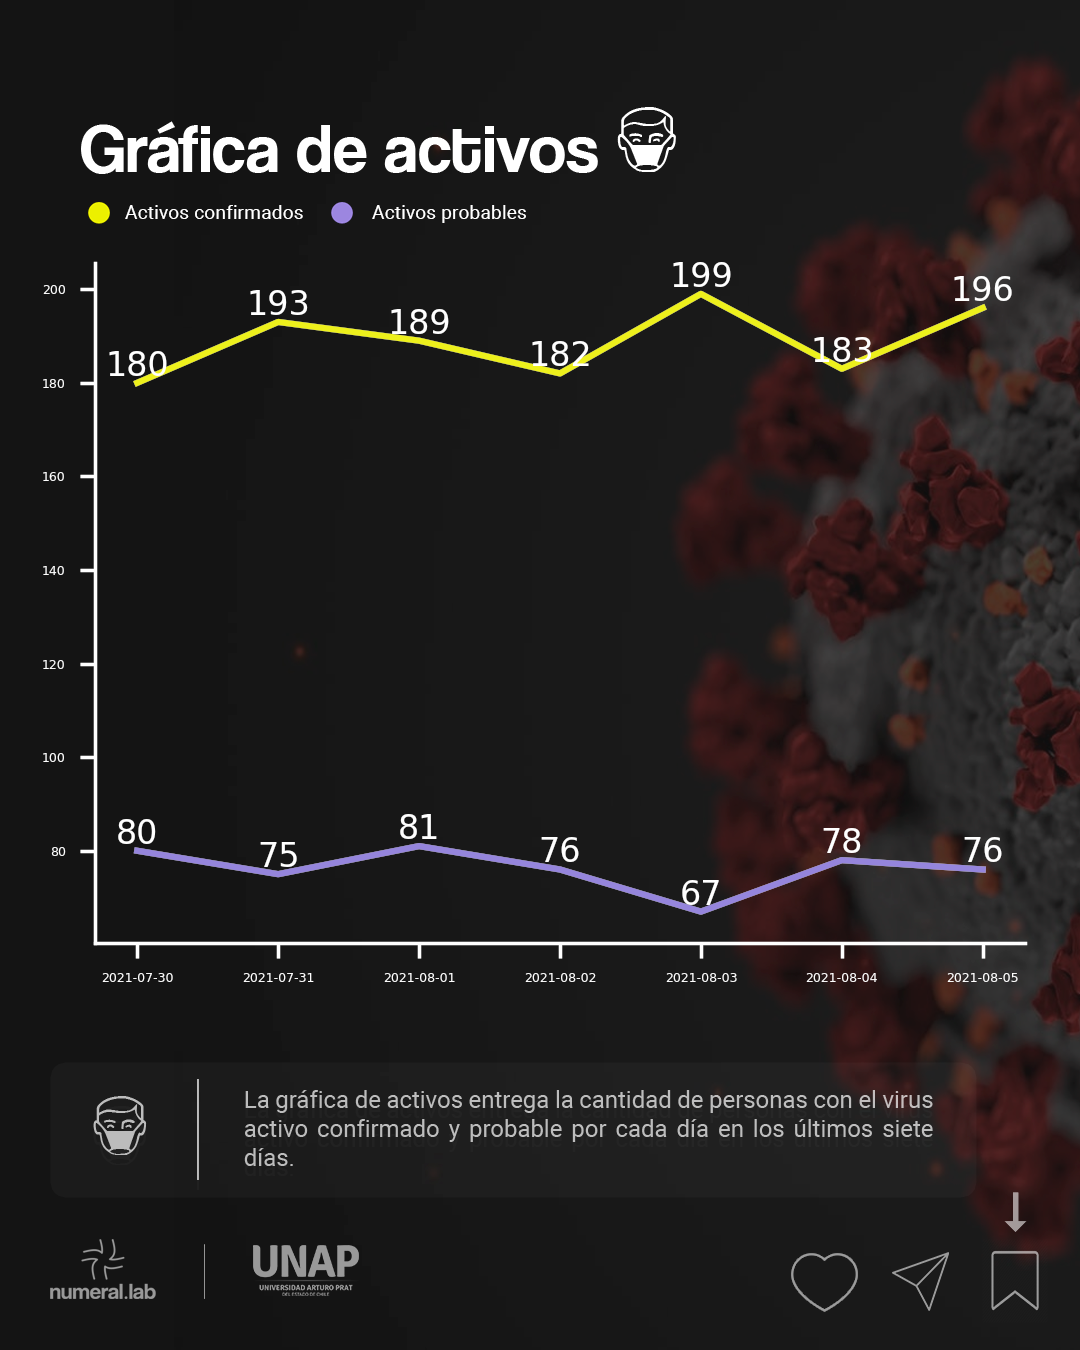 Gráfica de activos
Activos confirmados Activos probables
200
180
160
140
120
100
80
180 193 189 182 199 183 196
80 75 81 76 67 78 76
2021-07-30 2021-07-31 2021-08-01 2021-08-02 2021-08-03 2021-08-04 2021-08-05
La gráfica de activos entrega la cantidad de personas con el virus
activo confirmado y probable por cada día en los últimos siete
días.
numeral.lab
UNAP
UNIVERSIDAD ARTURO PRAT
DEL ESTADO DE CHILE